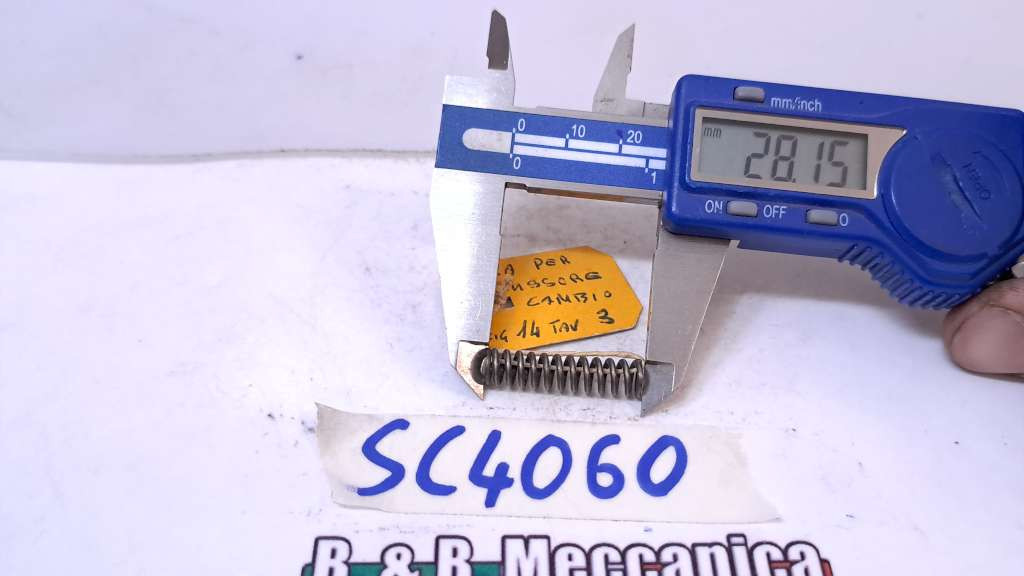 mm/inch
0 10 20
0 1
mm 28.15
ON OFF 0
OPEN
A PER
CAMBIO
14 TAV 3
SC4060
R & R Meccanica